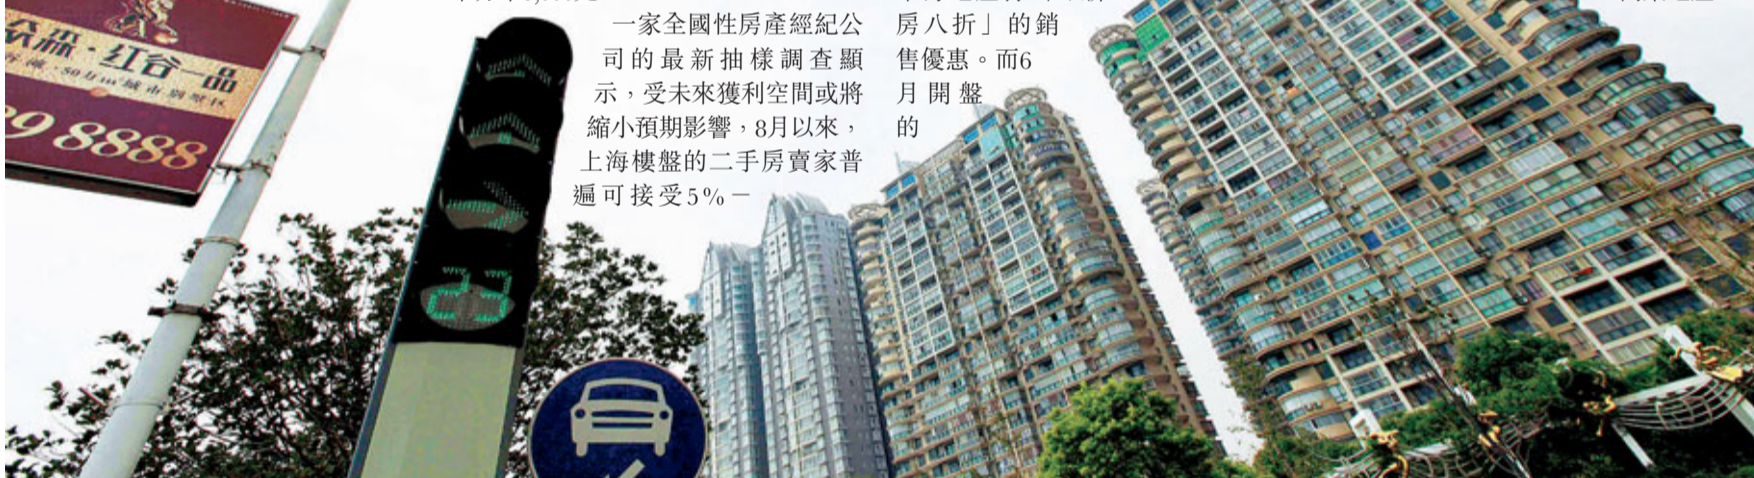 众森·红谷一品
8888
一家全國性房產經紀公
司的最新抽樣調查顯
示，受未來獲利空間或將
縮小預期影響，8月以來，
上海樓盤的二手房賣家普
遍可接受5%－
房八折」的銷
售優惠。而6
月開盤
的